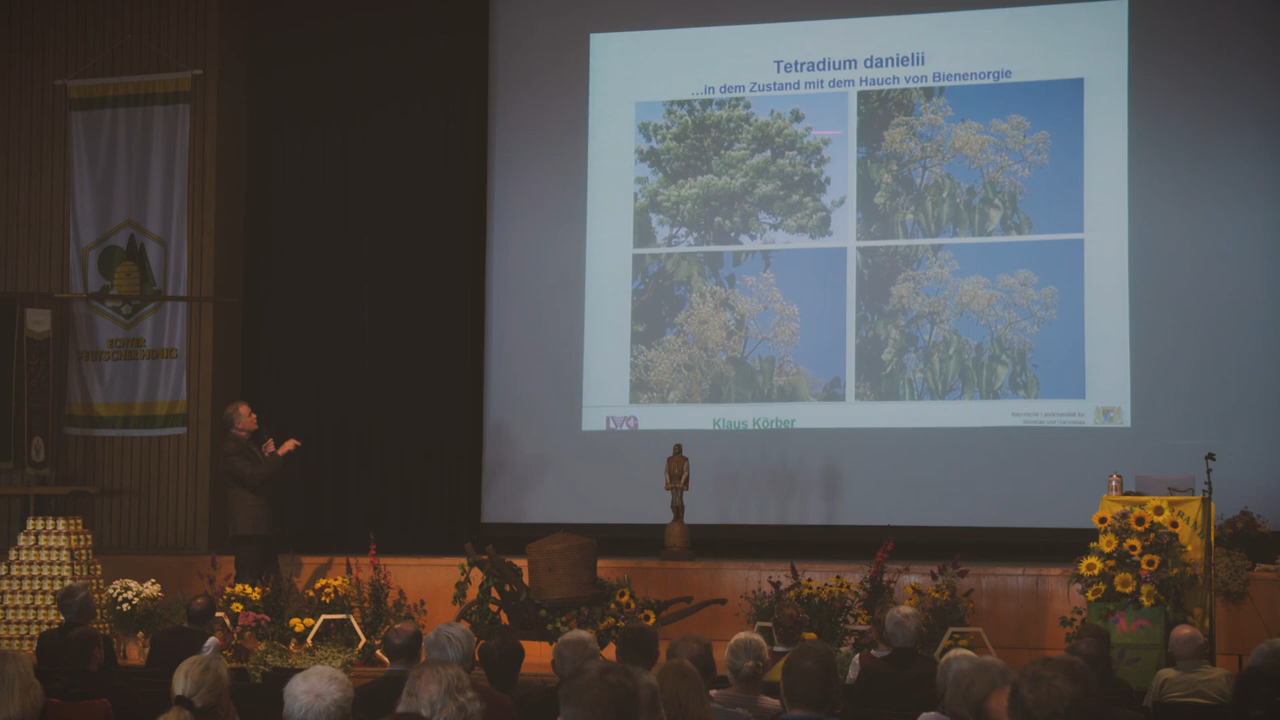 Tetradium danielii
...in dem Zustand mit dem Hauch von Bienenorgie
ECHTER
DEUTSCHER HONIG
LWG
Klaus Körber
Bayerische Landesanstalt für
Weinbau und Gartenbau